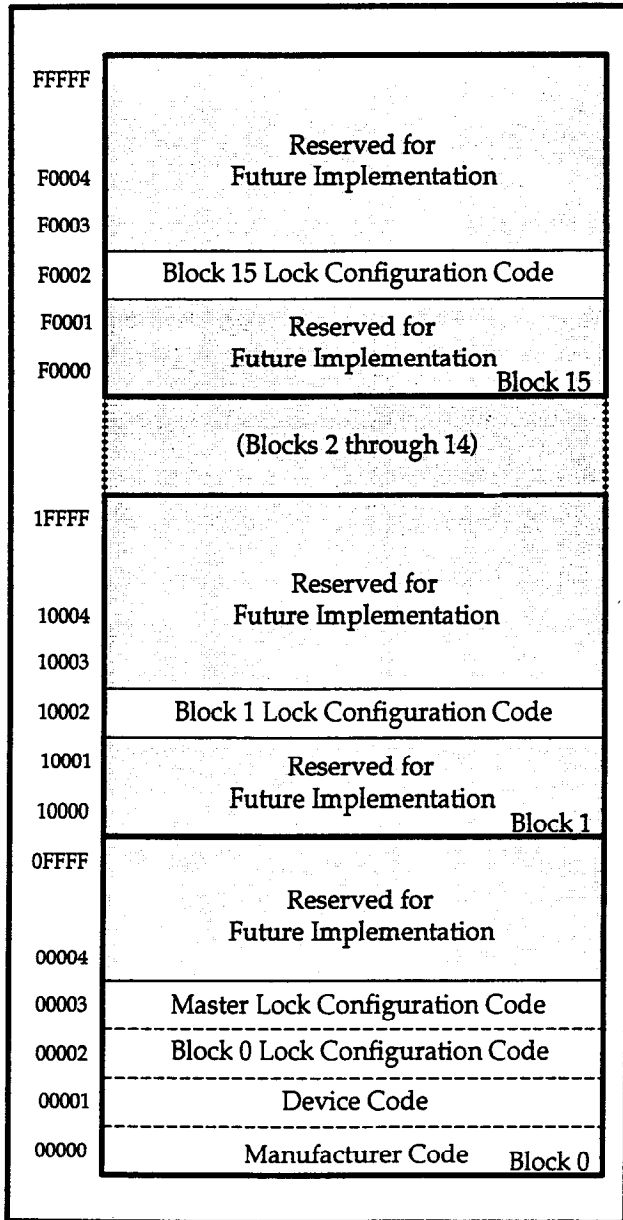 FFFFF
Reserved for
Future Implementation
F0004
F0003
F0002 Block 15 Lock Configuration Code
F0001
Reserved for
Future Implementation
F0000
Block 15
(Blocks 2 through 14)
1FFFF
Reserved for
Future Implementation
10004
10003
10002 Block 1 Lock Configuration Code
10001
Reserved for
Future Implementation
10000
Block 1
0FFFF
Reserved for
Future Implementation
00004
00003 Master Lock Configuration Code
00002 Block 0 Lock Configuration Code
00001 Device Code
00000 Manufacturer Code Block 0